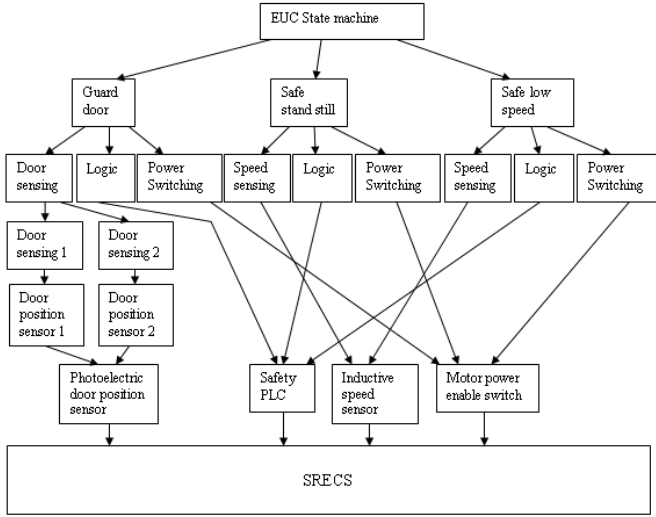 EUC State machine
Guard
door
Safe
stand still
Safe low
speed
Door
sensing
Logic
Power
Switching
Speed
sensing
Logic
Power
Switching
Speed
sensing
Logic
Power
Switching
Door
sensing 1
Door
sensing 2
Door
position
sensor 1
Door
position
sensor 2
Photoelectric
door position
sensor
Safety
PLC
Inductive
speed
sensor
Motor power
enable switch
SRECS